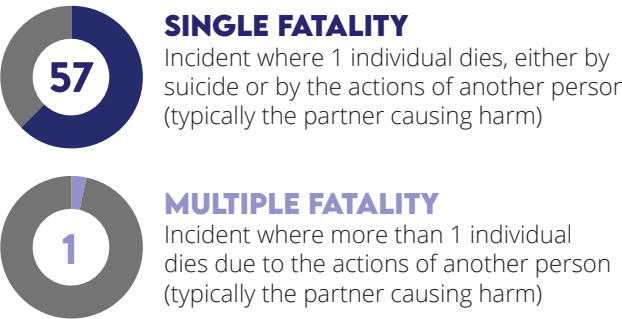 57
SINGLE FATALITY
Incident where 1 individual dies, either by
suicide or by the actions of another person
(typically the partner causing harm)
1
MULTIPLE FATALITY
Incident where more than 1 individual
dies due to the actions of another person
(typically the partner causing harm)